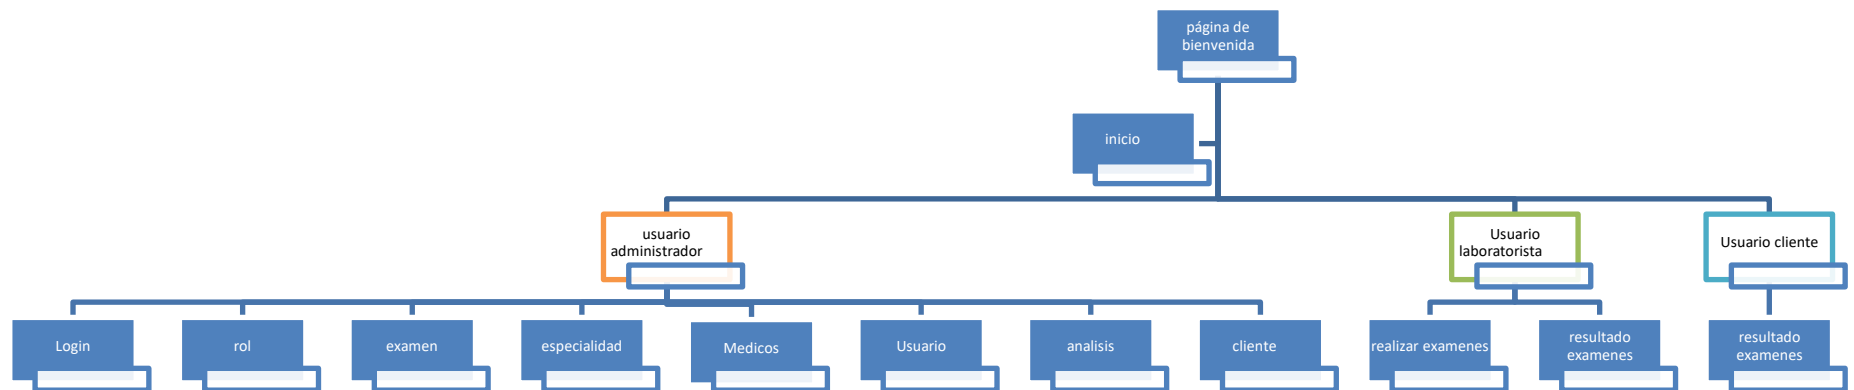 página de
bienvenida
inicio
usuario
administrador
Usuario
laboratorista
Usuario cliente
Login
rol
examen
especialidad
Medicos
Usuario
analisis
cliente
realizar examenes
resultado
examenes
resultado
examenes